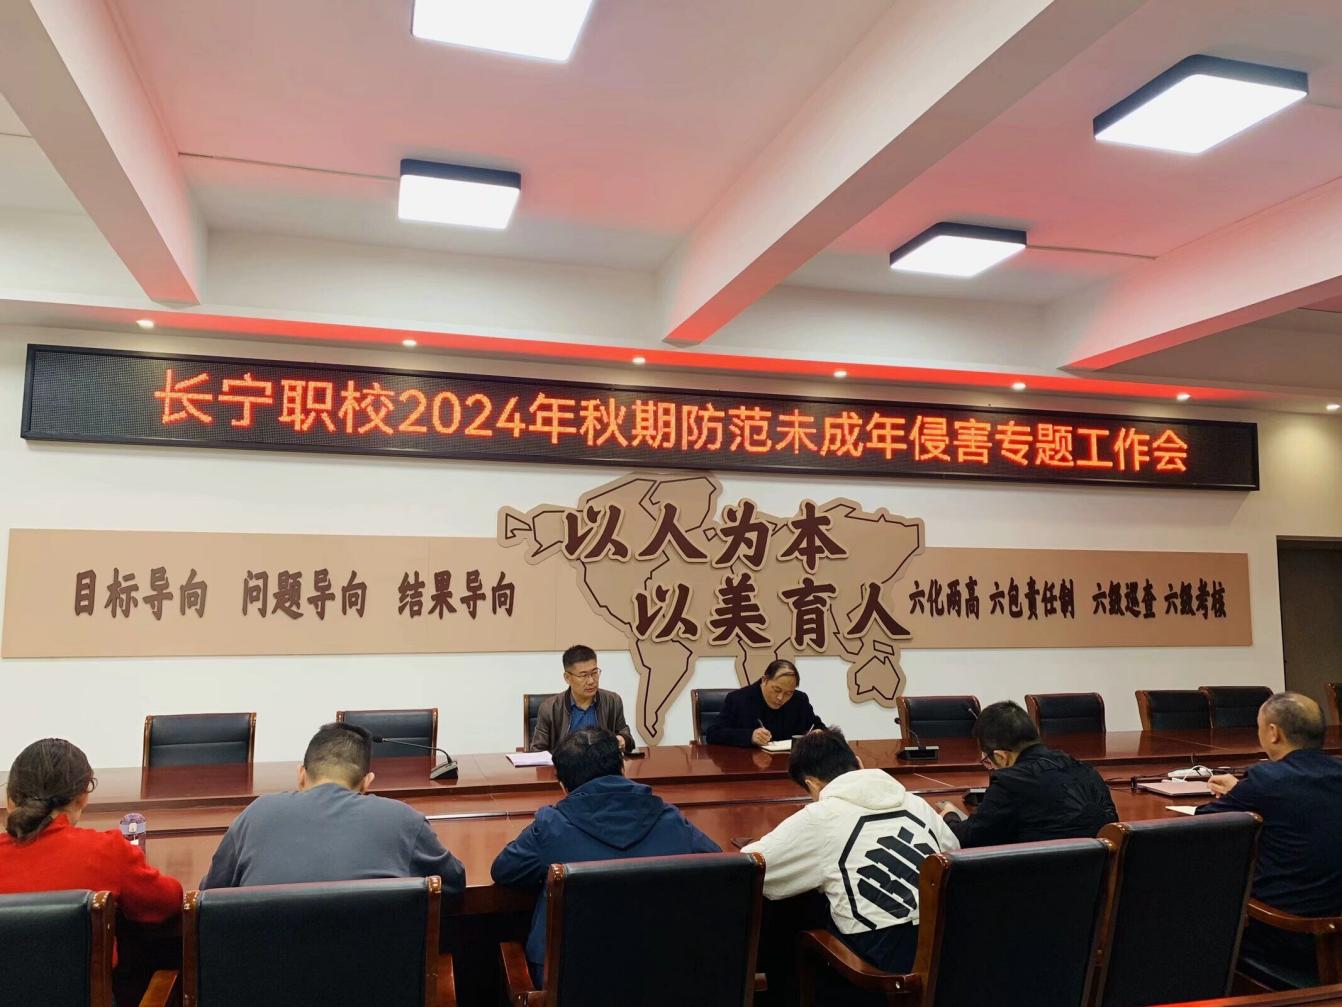 长宁职校2024年秋期防范未成年侵害专题工作会
以人为本
以美育人
目标导向 问题导向 结果导向
六化两高 六包责任制 六级巡查 六级考核